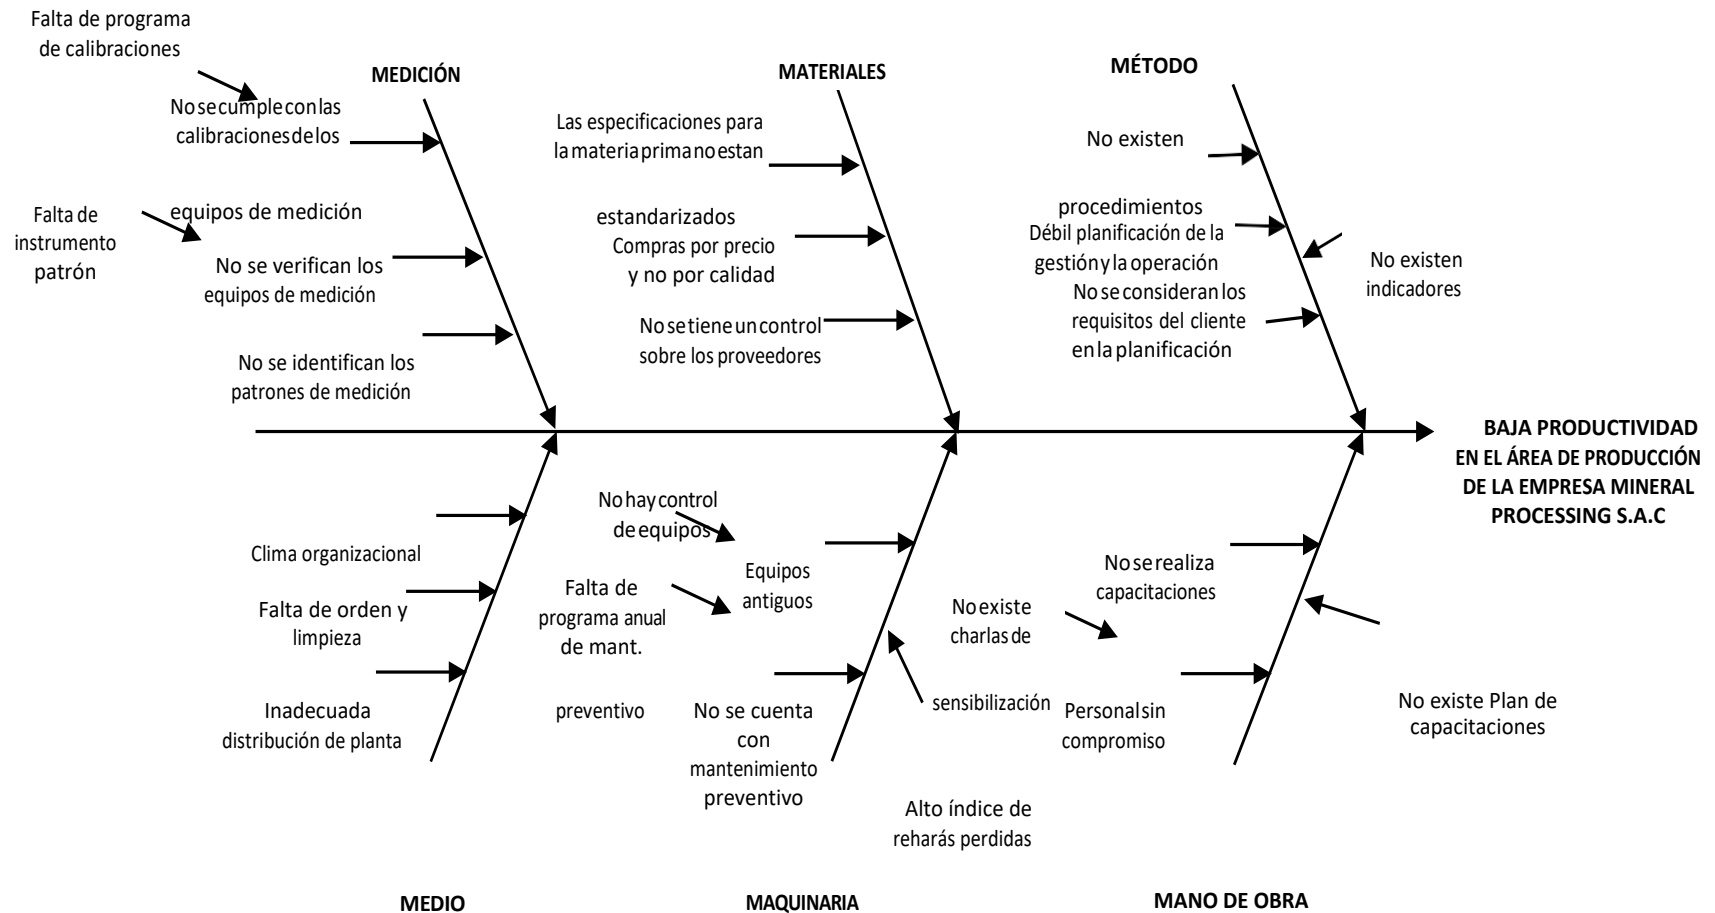 Falta de programa
de calibraciones
MEDICIÓN
No se cumple con las
calibraciones de los
equipos de medición
Falta de
instrumento
patrón
No se verifican los
equipos de medición
No se identifican los
patrones de medición
MATERIALES
Las especificaciones para
la materia prima no estan
estandarizados
Compras por precio
y no por calidad
No se tiene un control
sobre los proveedores
MÉTODO
No existen
procedimientos
Débil planificación de la
gestión y la operación
No se consideran los
requisitos del cliente
en la planificación
No existen
indicadores
BAJA PRODUCTIVIDAD
EN EL ÁREA DE PRODUCCIÓN
DE LA EMPRESA MINERAL
PROCESSING S.A.C
Clima organizacional
Falta de orden y
limpieza
Inadecuada
distribución de planta
MEDIO
No hay control
de equipos
Equipos
antiguos
Falta de
programa anual
de mant.
preventivo
No se cuenta
con
mantenimiento
preventivo
Alto índice de
reharás perdidas
MAQUINARIA
No se realiza
capacitaciones
No existe
charlas de
sensibilización
Personal sin
compromiso
No existe Plan de
capacitaciones
MANO DE OBRA